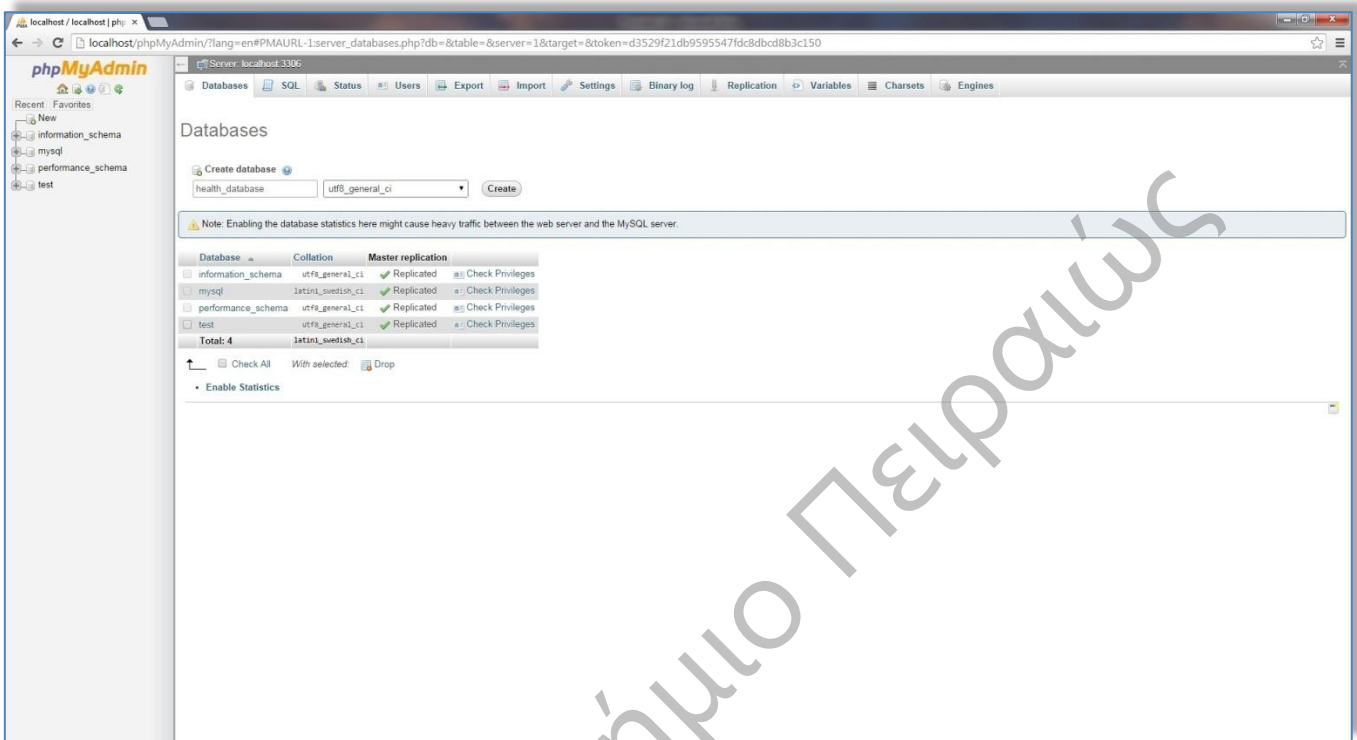 localhost / localhost | php
localhost/phpMyAdmin/?lang=en#PMAURL-1:server_databases.php?db=&table=&server=1&target=&token=d3529f21db9595547fdc8dbcd8b3c150
phpMyAdmin
Recent Favorites
New
information_schema
mysql
performance_schema
test
Server: localhost:3306
Databases SQL Status Users Export Import Settings Binary log Replication Variables Charsets Engines
Databases
Create database
health_database utf8_general_ci Create
Note: Enabling the database statistics here might cause heavy traffic between the web server and the MySQL server.
Database Collation Master replication
information_schema utf8_general_ci Replicated Check Privileges
mysql latin1_swedish_ci Replicated Check Privileges
performance_schema utf8_general_ci Replicated Check Privileges
test utf8_general_ci Replicated Check Privileges
Total: 4 latin1_swedish_ci
Check All With selected: Drop
Enable Statistics
Πειραιώς